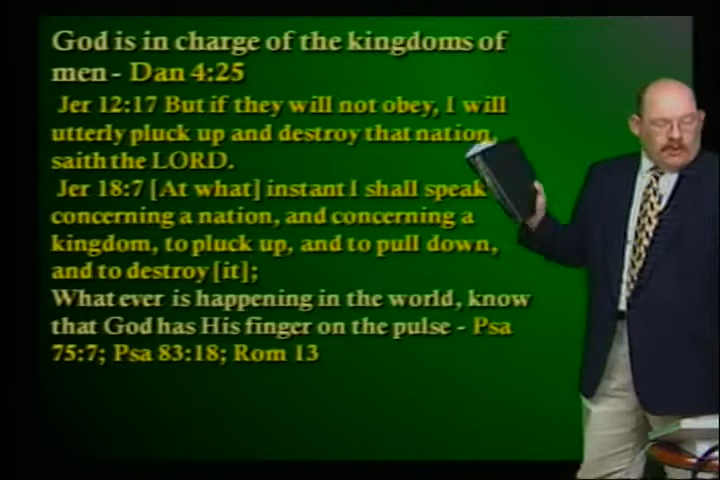 God is in charge of the kingdoms of
men - Dan 4:25
Jer 12:17 But if they will not obey, I will
utterly pluck up and destroy that nation,
saith the LORD.
Jer 18:7 [At what] instant I shall speak
concerning a nation, and concerning a
kingdom, to pluck up, and to pull down,
and to destroy [it];
What ever is happening in the world, know
that God has His finger on the pulse - Psa
75:7; Psa 83:18; Rom 13